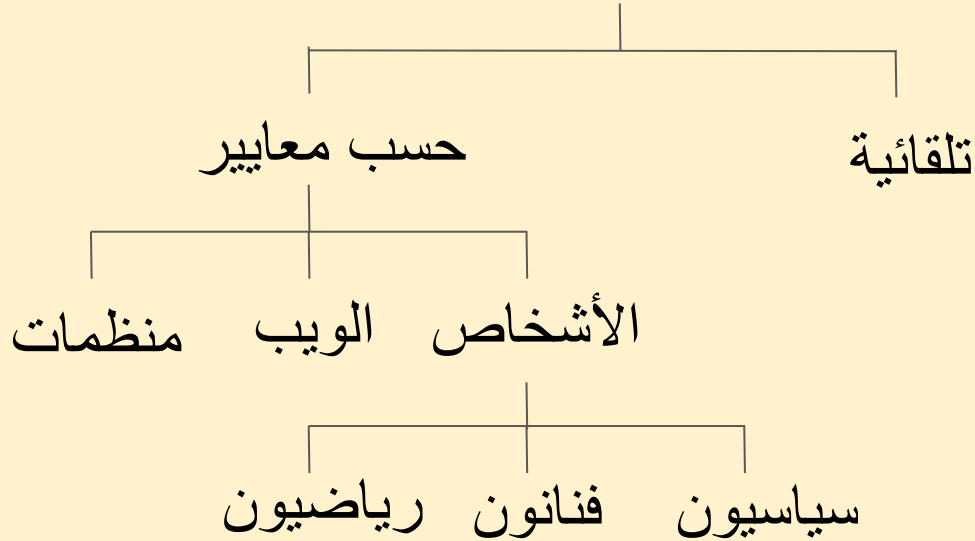 تلقائية
حسب معايير
الأشخاص
الويب
منظمات
سياسيون
فنانون
رياضيون